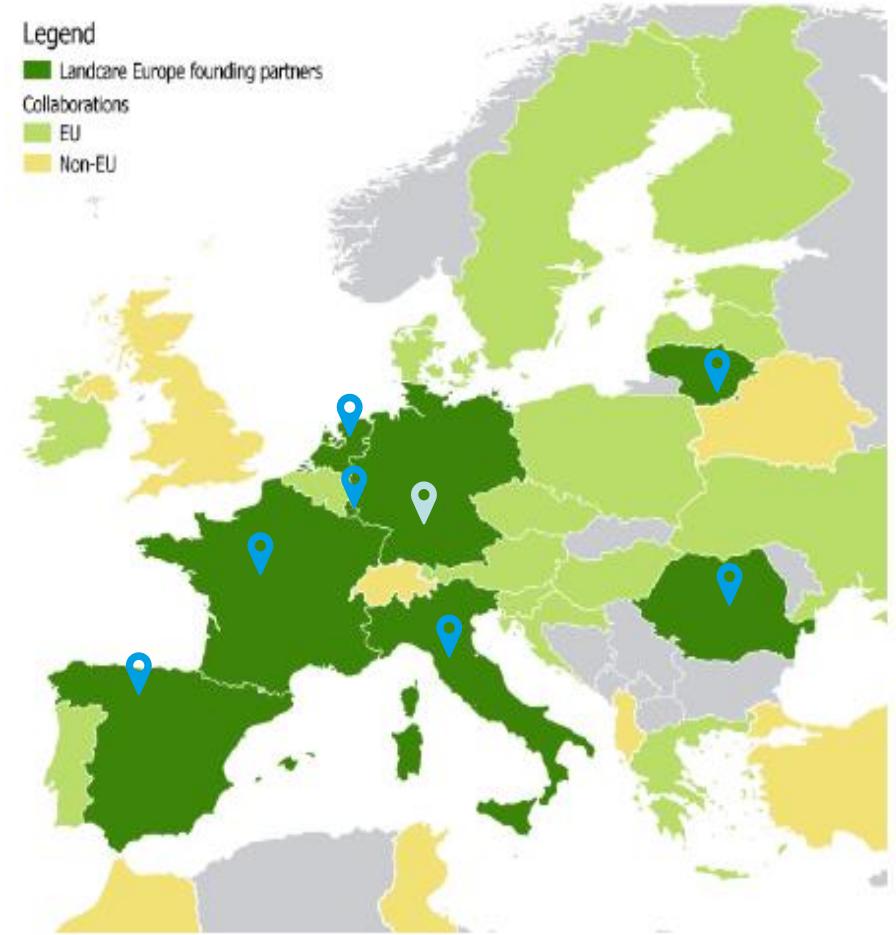 Legend
Landcare Europe founding partners
Collaborations
EU
Non-EU